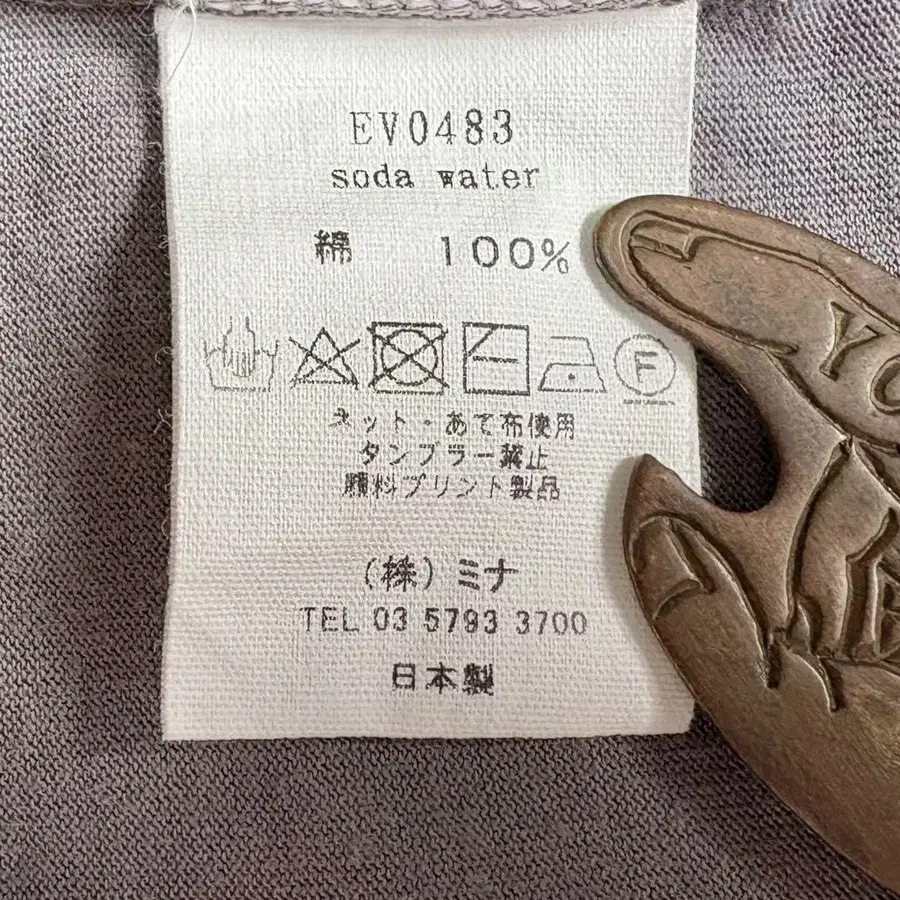 EV0483
soda water
綿 100%
F
ネット・あて布使用
タンブラー禁止
顔料プリント製品
(株)ミナ
TEL 03 5793 3700
日本製
YO